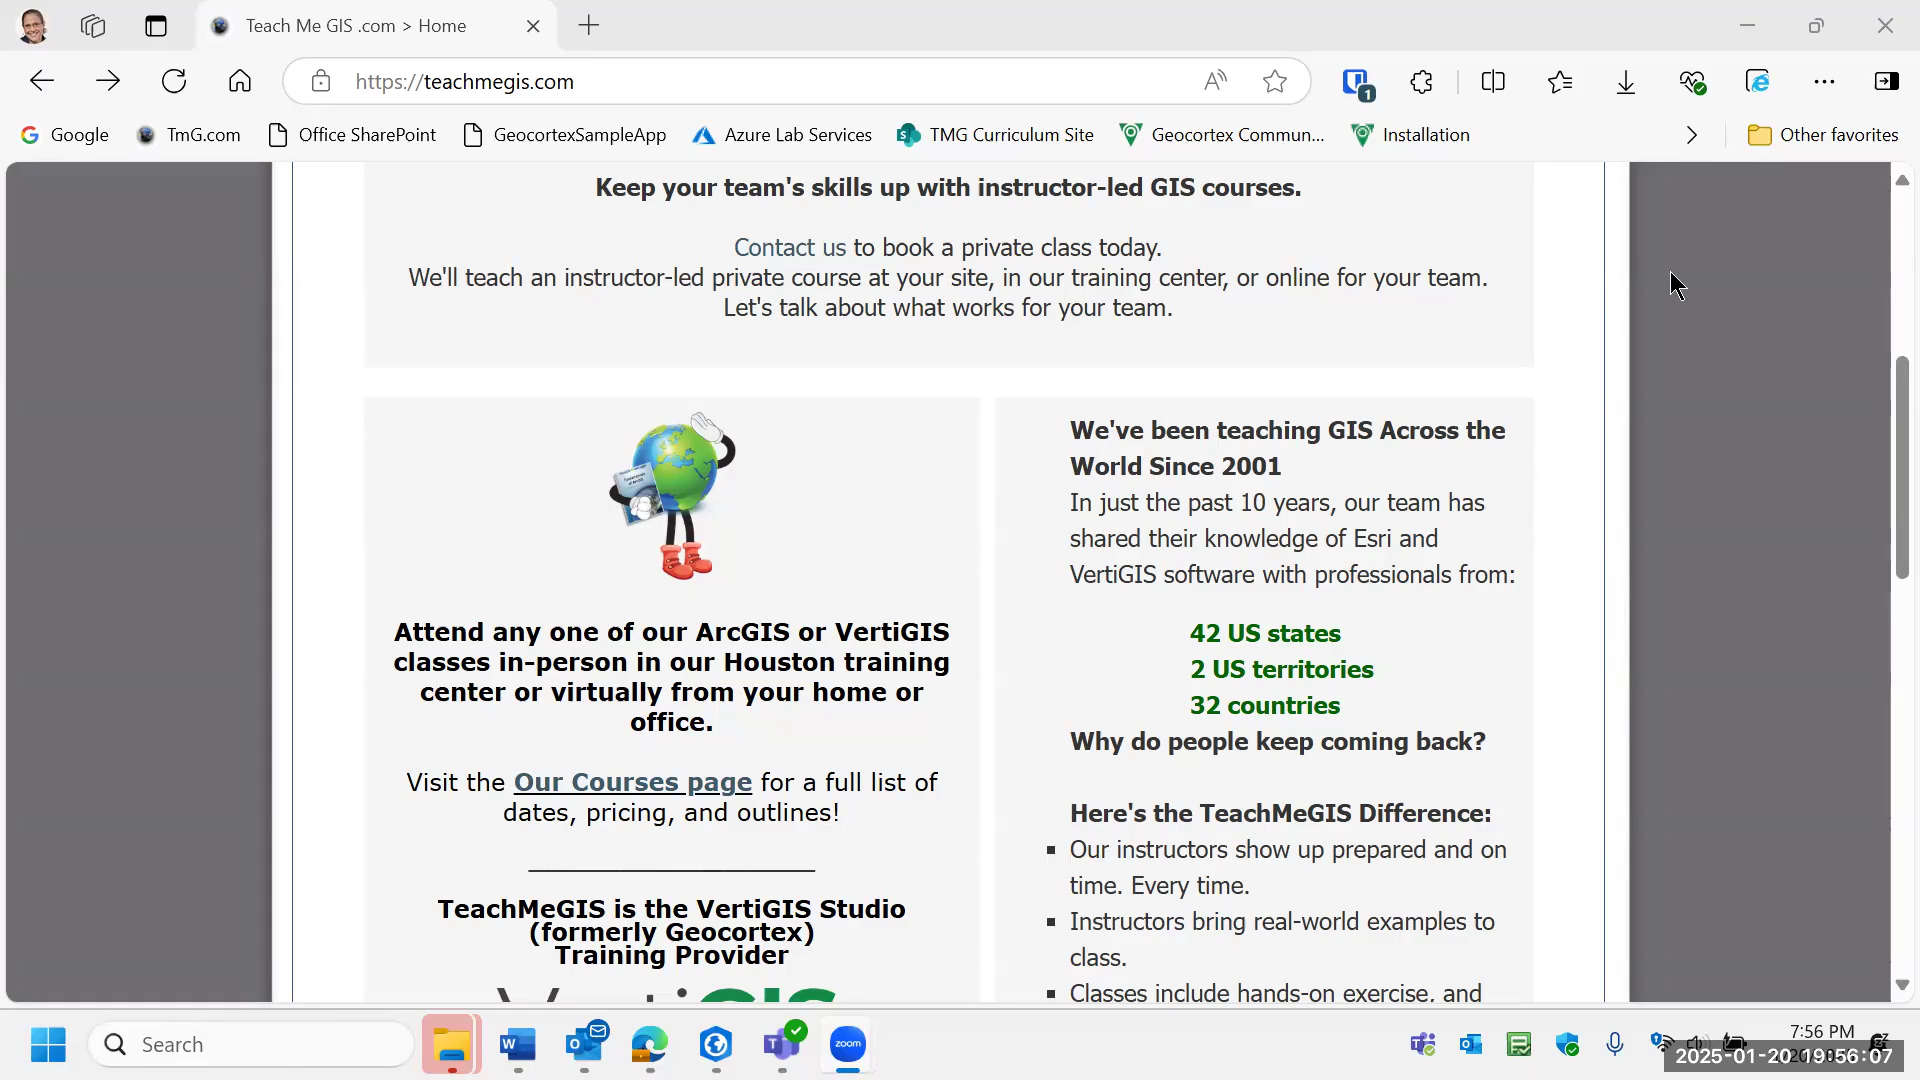 Teach Me GIS .com > Home
https://teachmegis.com
1
Google
TmG.com
Office SharePoint
GeocortexSampleApp
Azure Lab Services
TMG Curriculum Site
Geocortex Commun...
Installation
Other favorites
Keep your team's skills up with instructor-led GIS courses.
Contact us to book a private class today.
We'll teach an instructor-led private course at your site, in our training center, or online for your team.
Let's talk about what works for your team.
Attend any one of our ArcGIS or VertiGIS
classes in-person in our Houston training
center or virtually from your home or
office.
Visit the Our Courses page for a full list of
dates, pricing, and outlines!
TeachMeGIS is the VertiGIS Studio
(formerly Geocortex)
Training Provider
We've been teaching GIS Across the
World Since 2001
In just the past 10 years, our team has
shared their knowledge of Esri and
VertiGIS software with professionals from:
42 US states
2 US territories
32 countries
Why do people keep coming back?
Here's the TeachMeGIS Difference:
Our instructors show up prepared and on
time. Every time.
Instructors bring real-world examples to
class.
Classes include hands-on exercise, and
Search
zoom
7:56 PM
2025-01-20 19:56:07